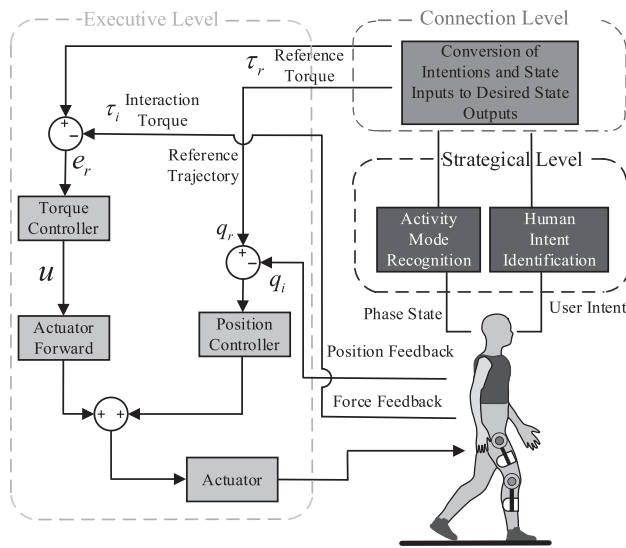 Executive Level
Connection Level
τr Reference
Torque
Conversion of
Intentions and State
Inputs to Desired State
Outputs
τi Interaction
Torque
+
−
er
Reference
Trajectory
Strategical Level
Torque
Controller
Activity
Mode
Recognition
Human
Intent
Identification
qr
+
−
qi
u
Phase State
User Intent
Actuator
Forward
Position
Controller
Position Feedback
Force Feedback
+ +
Actuator